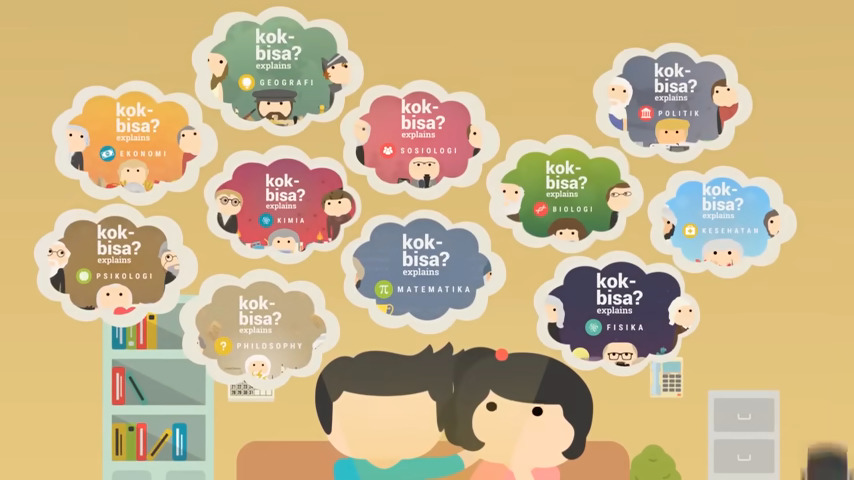 kok-
bisa?
explains
GEOGRAFI
kok-
bisa?
explains
POLITIK
kok-
bisa?
explains
EKONOMI
kok-
bisa?
explains
SOSIOLOGI
kok-
bisa?
explains
KIMIA
kok-
bisa?
explains
BIOLOGI
kok-
bisa?
explains
KESEHATAN
kok-
bisa?
explains
PSIKOLOGI
kok-
bisa?
explains
π MATEMATIKA
kok-
bisa?
explains
? PHILOSOPHY
kok-
bisa?
explains
FISIKA